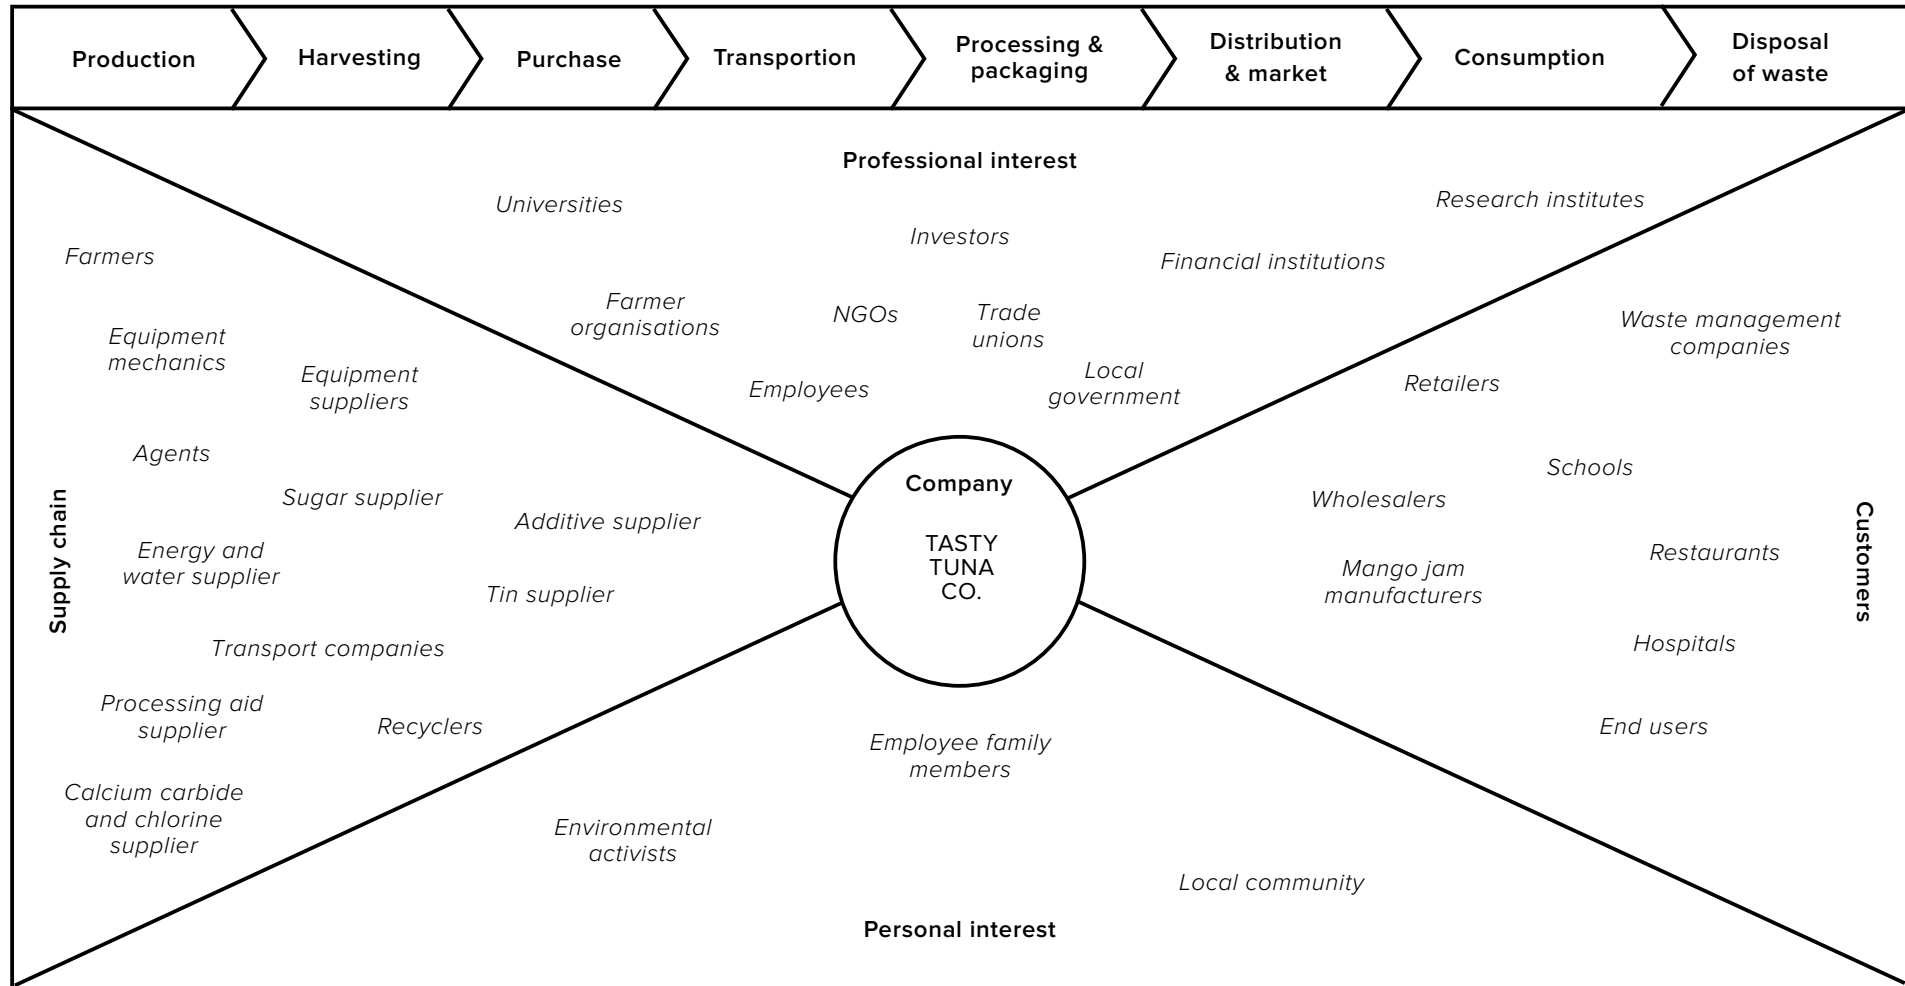 Production
Harvesting
Purchase
Transportion
Processing &
packaging
Distribution
& market
Consumption
Disposal
of waste
Professional interest
Universities
Research institutes
Investors
Financial institutions
Farmer
organisations
NGOs
Trade
unions
Employees
Local
government
Supply chain
Farmers
Equipment
mechanics
Equipment
suppliers
Agents
Sugar supplier
Additive supplier
Energy and
water supplier
Tin supplier
Transport companies
Processing aid
supplier
Recyclers
Calcium carbide
and chlorine
supplier
Company
TASTY
TUNA
CO.
Customers
Waste management
companies
Retailers
Schools
Wholesalers
Restaurants
Mango jam
manufacturers
Hospitals
End users
Employee family
members
Environmental
activists
Local community
Personal interest